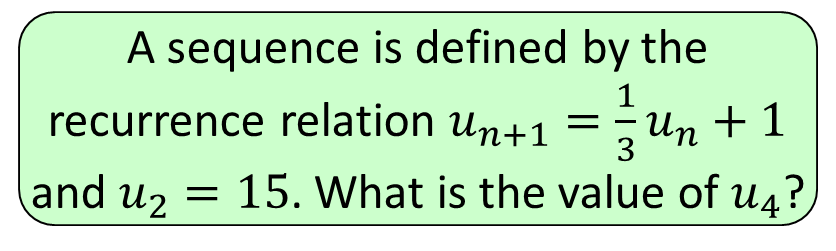 A sequence is defined by the
recurrence relation $u_{n+1} = \frac{1}{3}u_n + 1$
and $u_2 = 15$. What is the value of $u_4$?